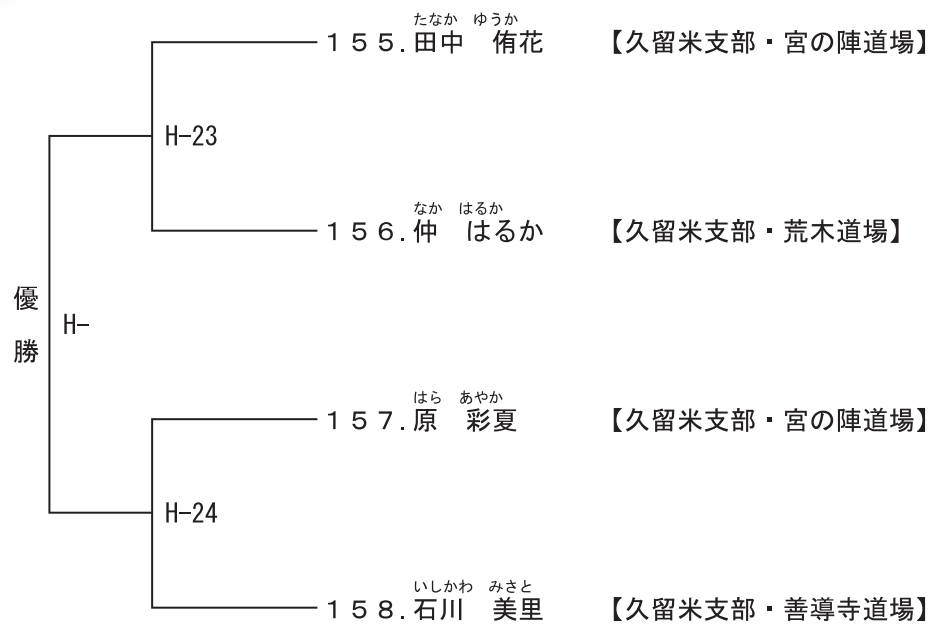 たなか ゆうか
155.田中 侑花 【久留米支部・宮の陣道場】
H-23
なか はるか
156.仲 はるか 【久留米支部・荒木道場】
優勝
H-
はら あやか
157.原 彩夏 【久留米支部・宮の陣道場】
H-24
いしかわ みさと
158.石川 美里 【久留米支部・善導寺道場】